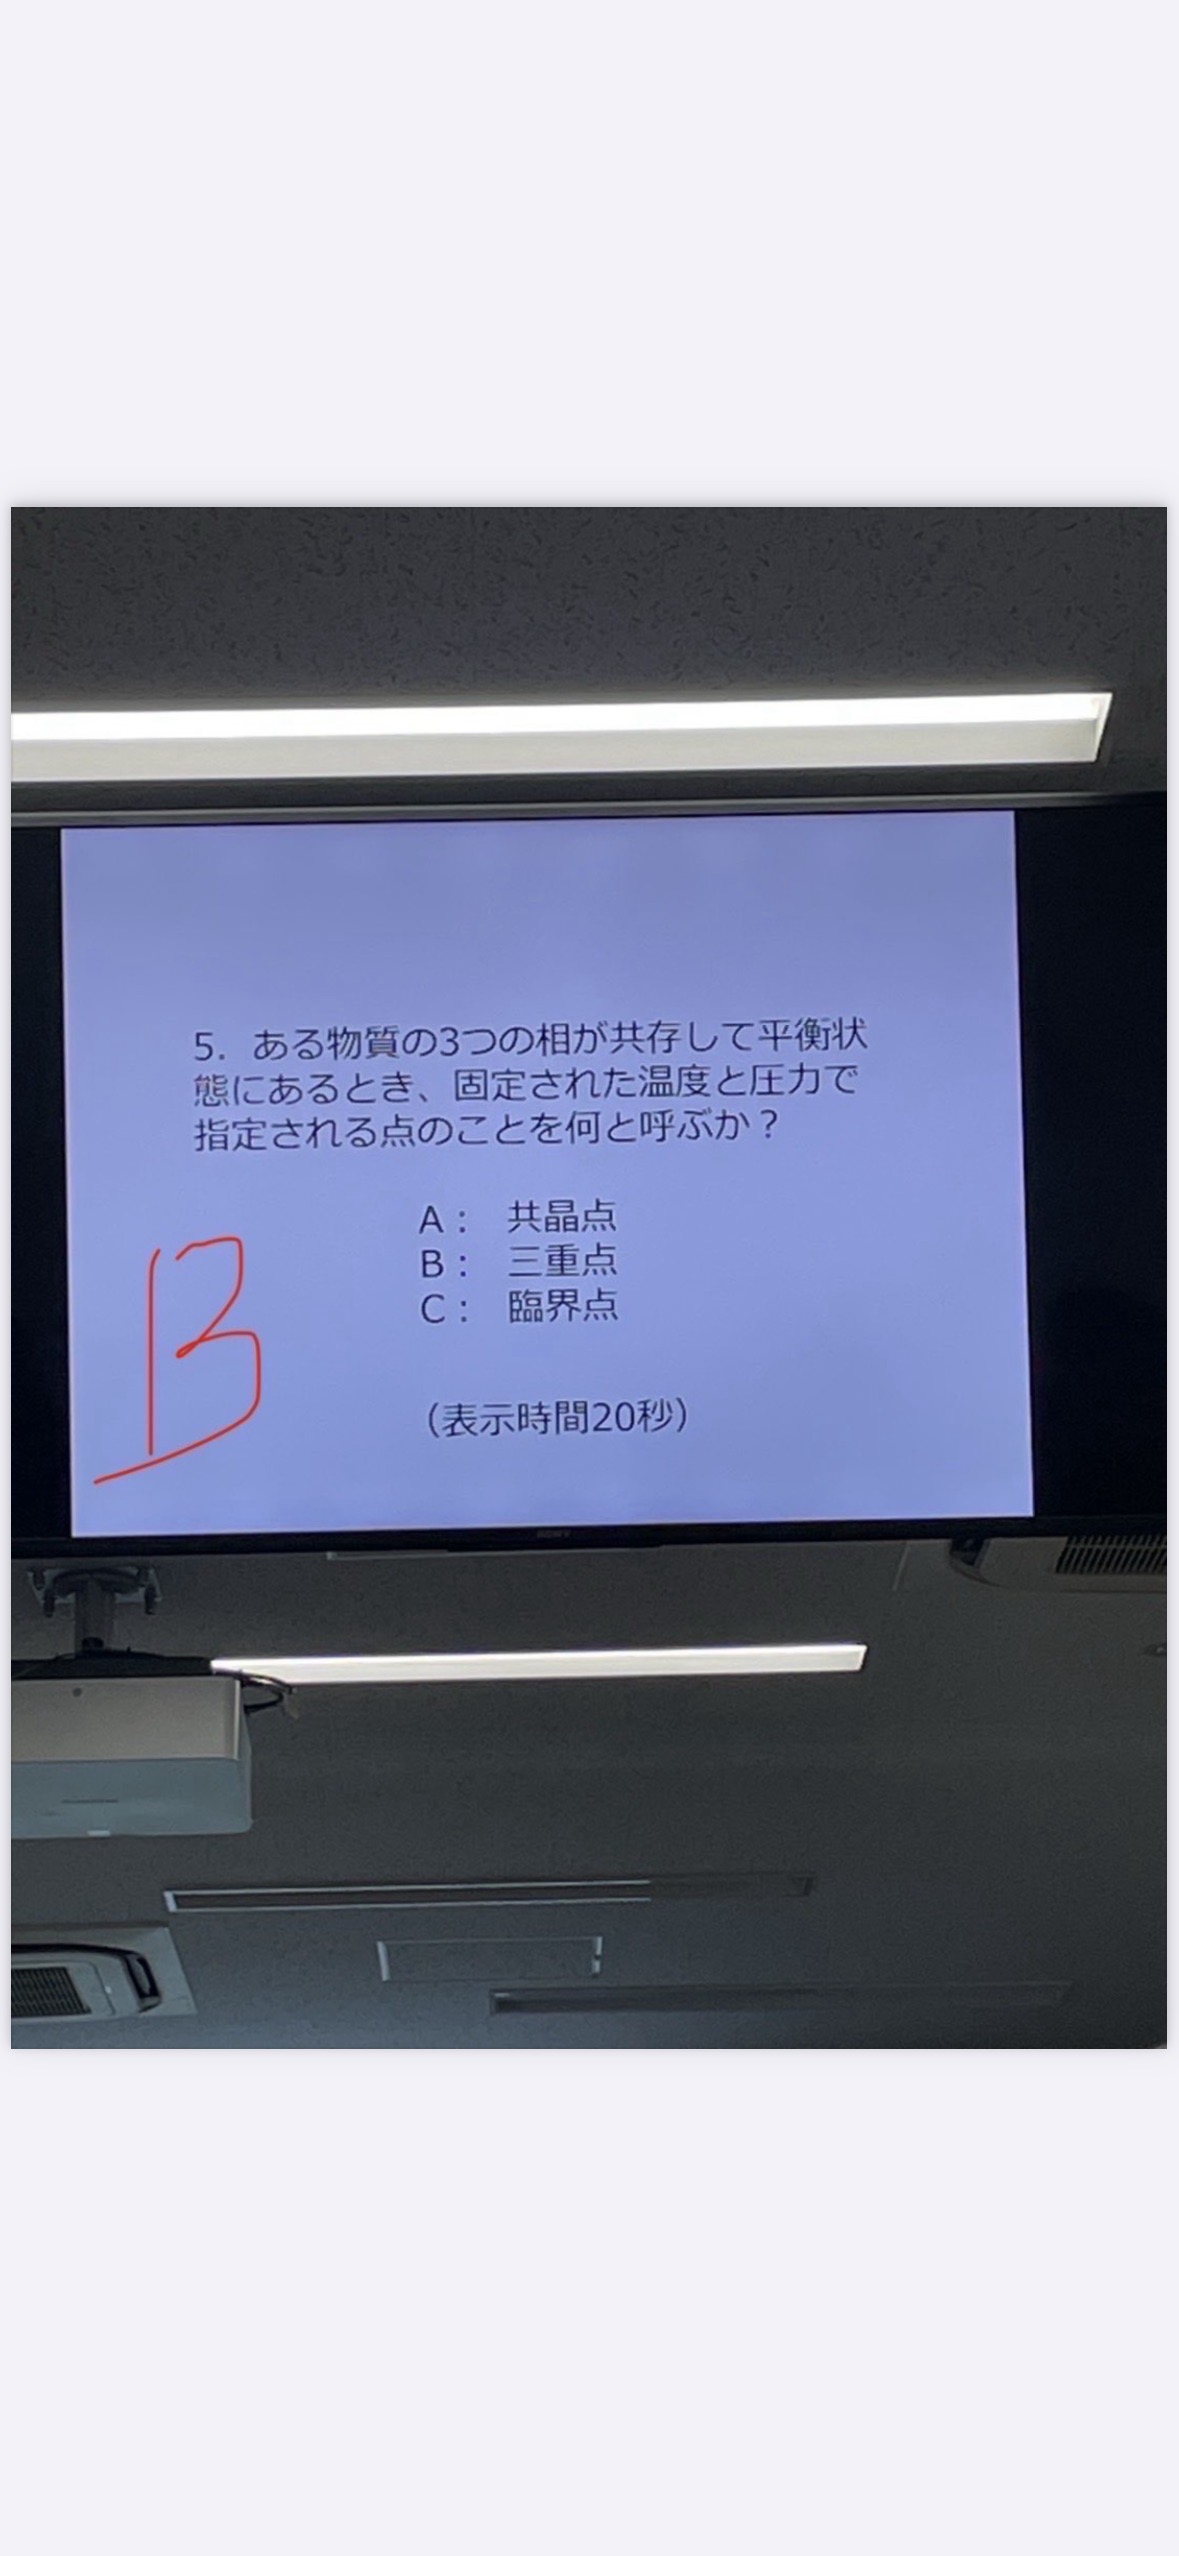 5. ある物質の3つの相が共存して平衡状
態にあるとき、固定された温度と圧力で
指定される点のことを何と呼ぶか？
A： 共晶点
B： 三重点
C： 臨界点
B
（表示時間20秒）
SONY